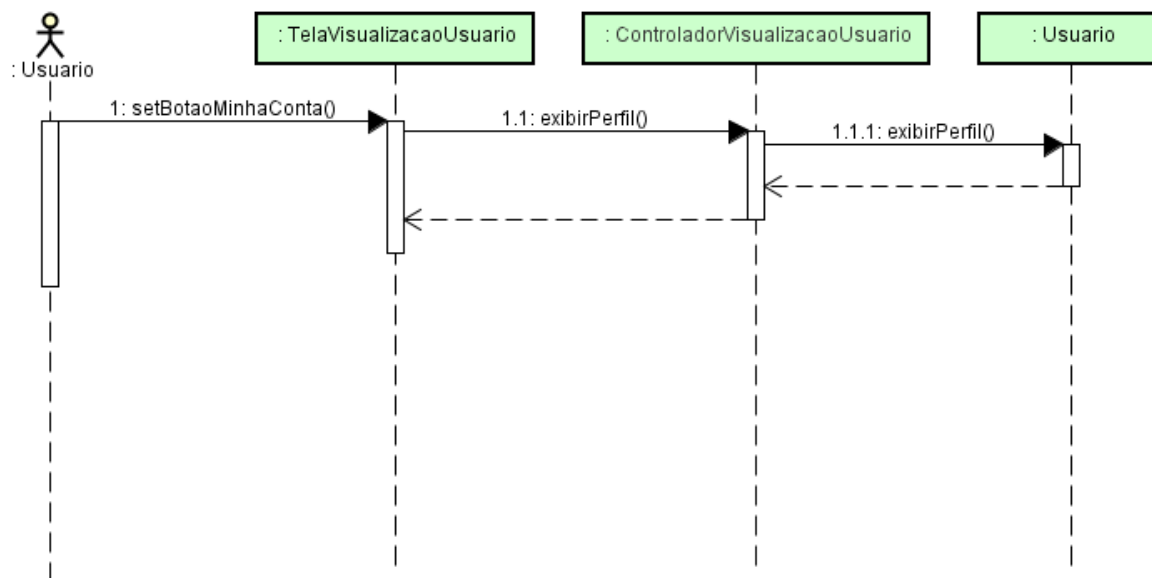 : TelaVisualizacaoUsuario
: ControladorVisualizacaoUsuario
: Usuario
: Usuario
1: setBotaoMinhaConta()
1.1: exibirPerfil()
1.1.1: exibirPerfil()